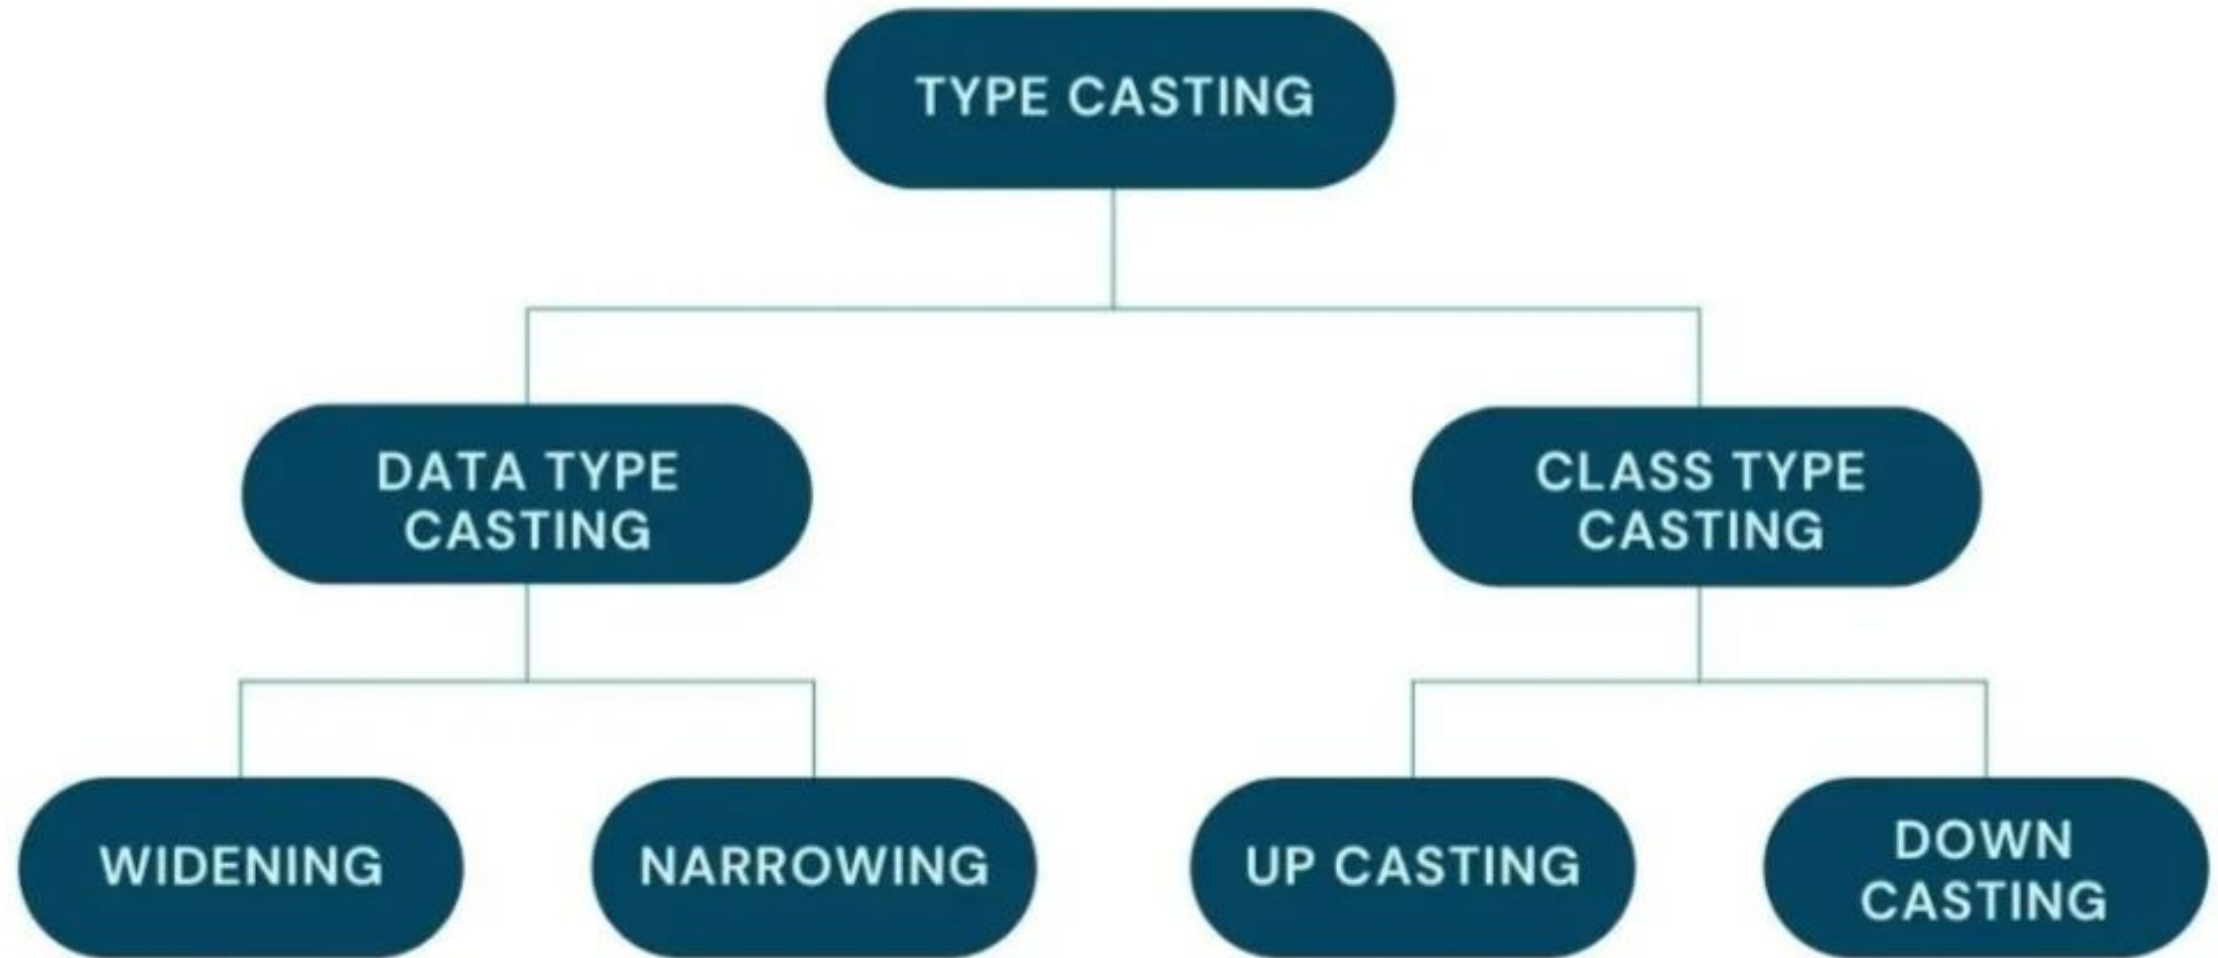 TYPE CASTING
DATA TYPE
CASTING
CLASS TYPE
CASTING
WIDENING
NARROWING
UP CASTING
DOWN
CASTING